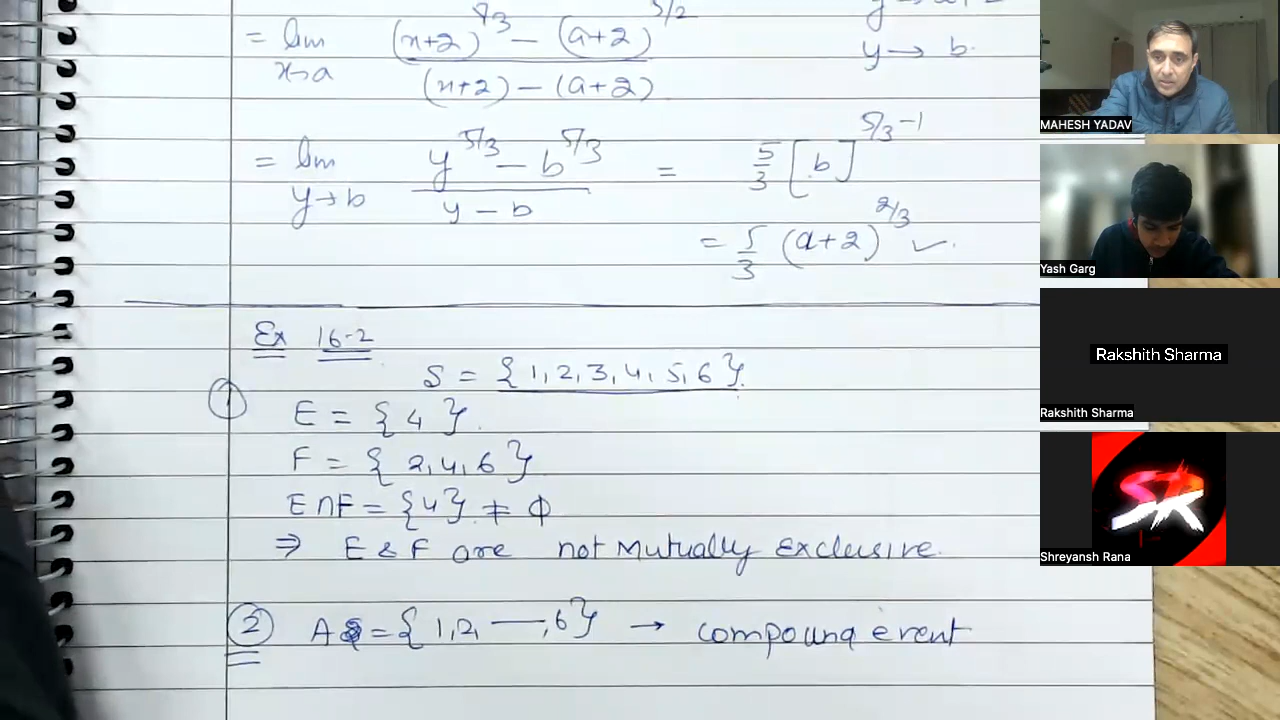 = lim (x+2)^5/3 − (a+2)^5/2
x→a (x+2) − (a+2)
y → b
= lim y^5/3 − b^5/3 = 5/3 [b]^5/3 −1
y→b y − b
= 5/3 (a+2)^2/3 ✓.
Ex 16-2
S = {1, 2, 3, 4, 5, 6}.
① E = {4}.
F = {2, 4, 6}
E∩F = {4} ≠ ϕ
⇒ E & F are not Mutually Exclusive.
② A = {1, 2, —, 6} → compound event
MAHESH YADAV
Yash Garg
Rakshith Sharma
Rakshith Sharma
SR
Shreyansh Rana